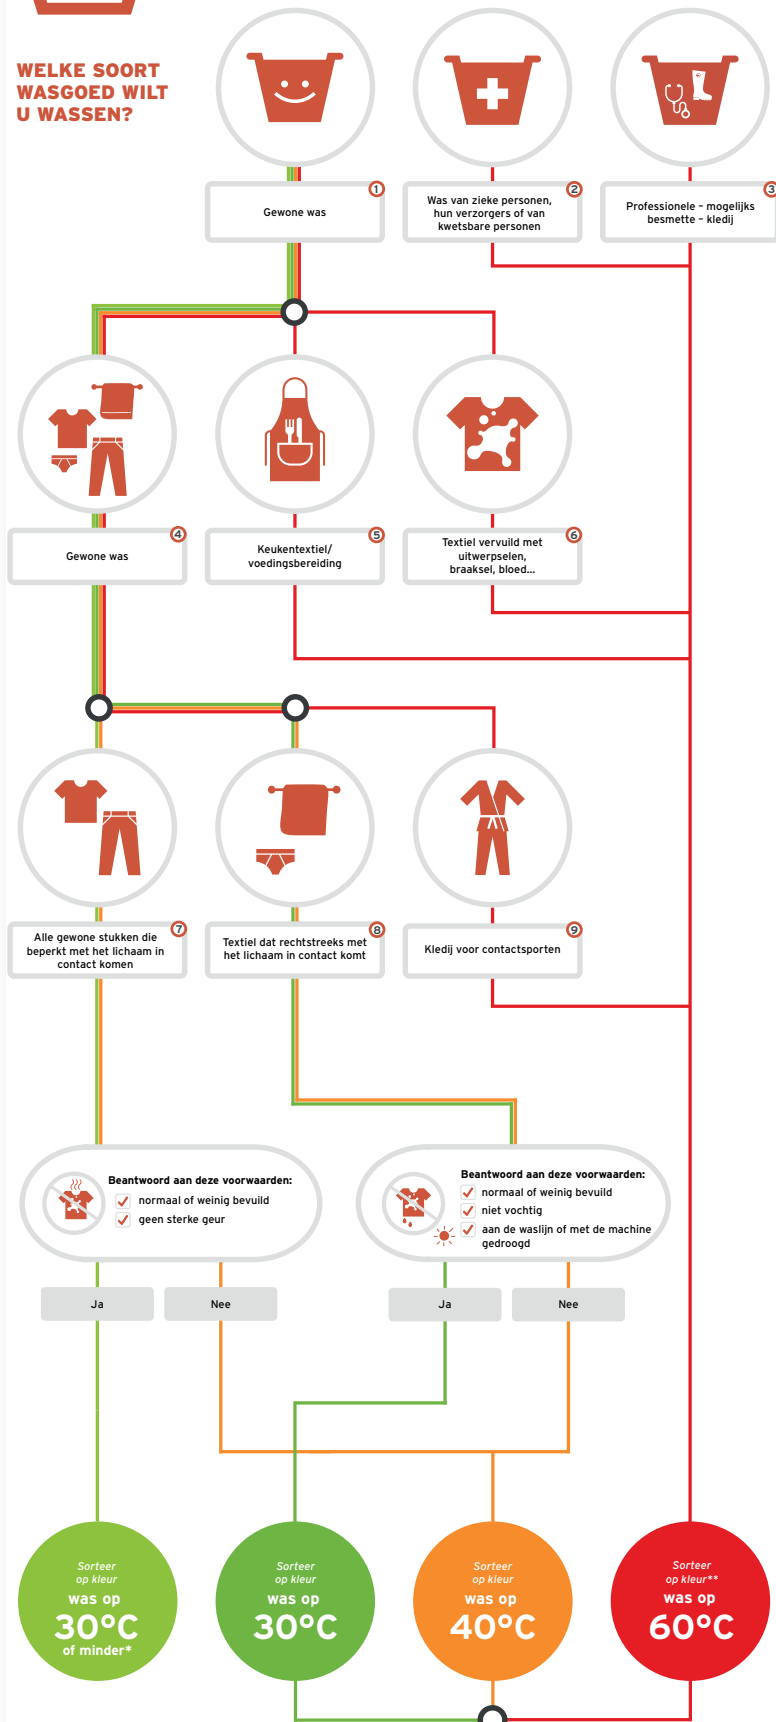 WELKE SOORT
WASGOED WILT
U WASSEN?
1
Gewone was
2
Was van zieke personen,
hun verzorgers of van
kwetsbare personen
3
Professionele – mogelijks
besmette – kledij
4
Gewone was
5
Keukentextiel/
voedingsbereiding
6
Textiel vervuild met
uitwerpselen,
braaksel, bloed...
7
Alle gewone stukken die
beperkt met het lichaam in
contact komen
8
Textiel dat rechtstreeks met
het lichaam in contact komt
9
Kledij voor contactsporten
Beantwoord aan deze voorwaarden:
normaal of weinig bevuild
geen sterke geur
Beantwoord aan deze voorwaarden:
normaal of weinig bevuild
niet vochtig
aan de waslijn of met de machine
gedroogd
Ja
Nee
Ja
Nee
Sorteer
op kleur
was op
30°C
of minder*
Sorteer
op kleur
was op
30°C
Sorteer
op kleur
was op
40°C
Sorteer
op kleur**
was op
60°C